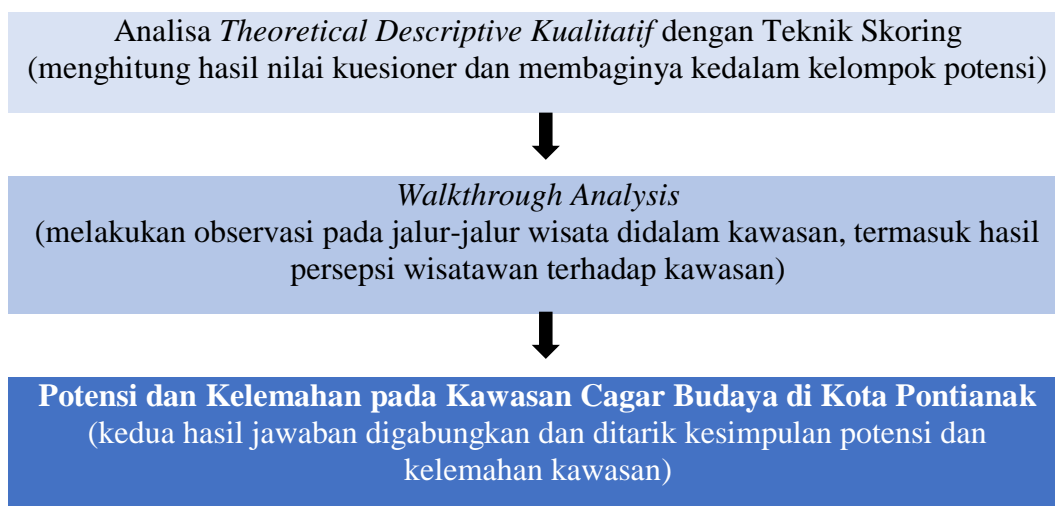 Analisa Theoretical Descriptive Kualitatif dengan Teknik Skoring
(menghitung hasil nilai kuesioner dan membaginya kedalam kelompok potensi)
Walkthrough Analysis
(melakukan observasi pada jalur-jalur wisata didalam kawasan, termasuk hasil
persepsi wisatawan terhadap kawasan)
Potensi dan Kelemahan pada Kawasan Cagar Budaya di Kota Pontianak
(kedua hasil jawaban digabungkan dan ditarik kesimpulan potensi dan
kelemahan kawasan)